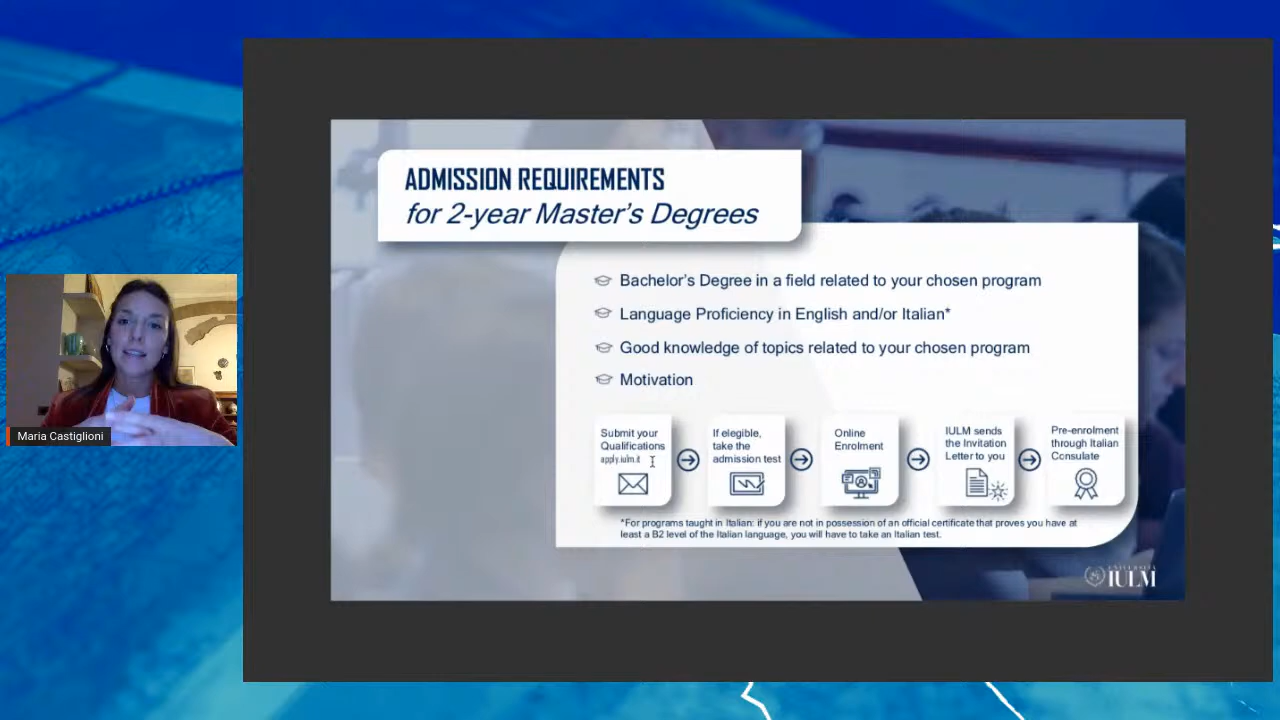 ADMISSION REQUIREMENTS
for 2-year Master's Degrees
Bachelor's Degree in a field related to your chosen program
Language Proficiency in English and/or Italian*
Good knowledge of topics related to your chosen program
Motivation
Submit your
Qualifications
apply.iulm.it
If elegible,
take the
admission test
Online
Enrolment
IULM sends
the Invitation
Letter to you
Pre-enrolment
through Italian
Consulate
*For programs taught in Italian: if you are not in possession of an official certificate that proves you have at
least a B2 level of the Italian language, you will have to take an Italian test.
UNIVERSITÀ
IULM
Maria Castiglioni